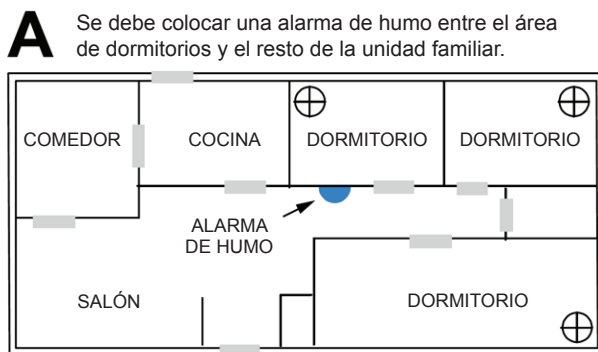 A
Se debe colocar una alarma de humo entre el área
de dormitorios y el resto de la unidad familiar.
COMEDOR
COCINA
DORMITORIO
DORMITORIO
ALARMA
DE HUMO
SALÓN
DORMITORIO